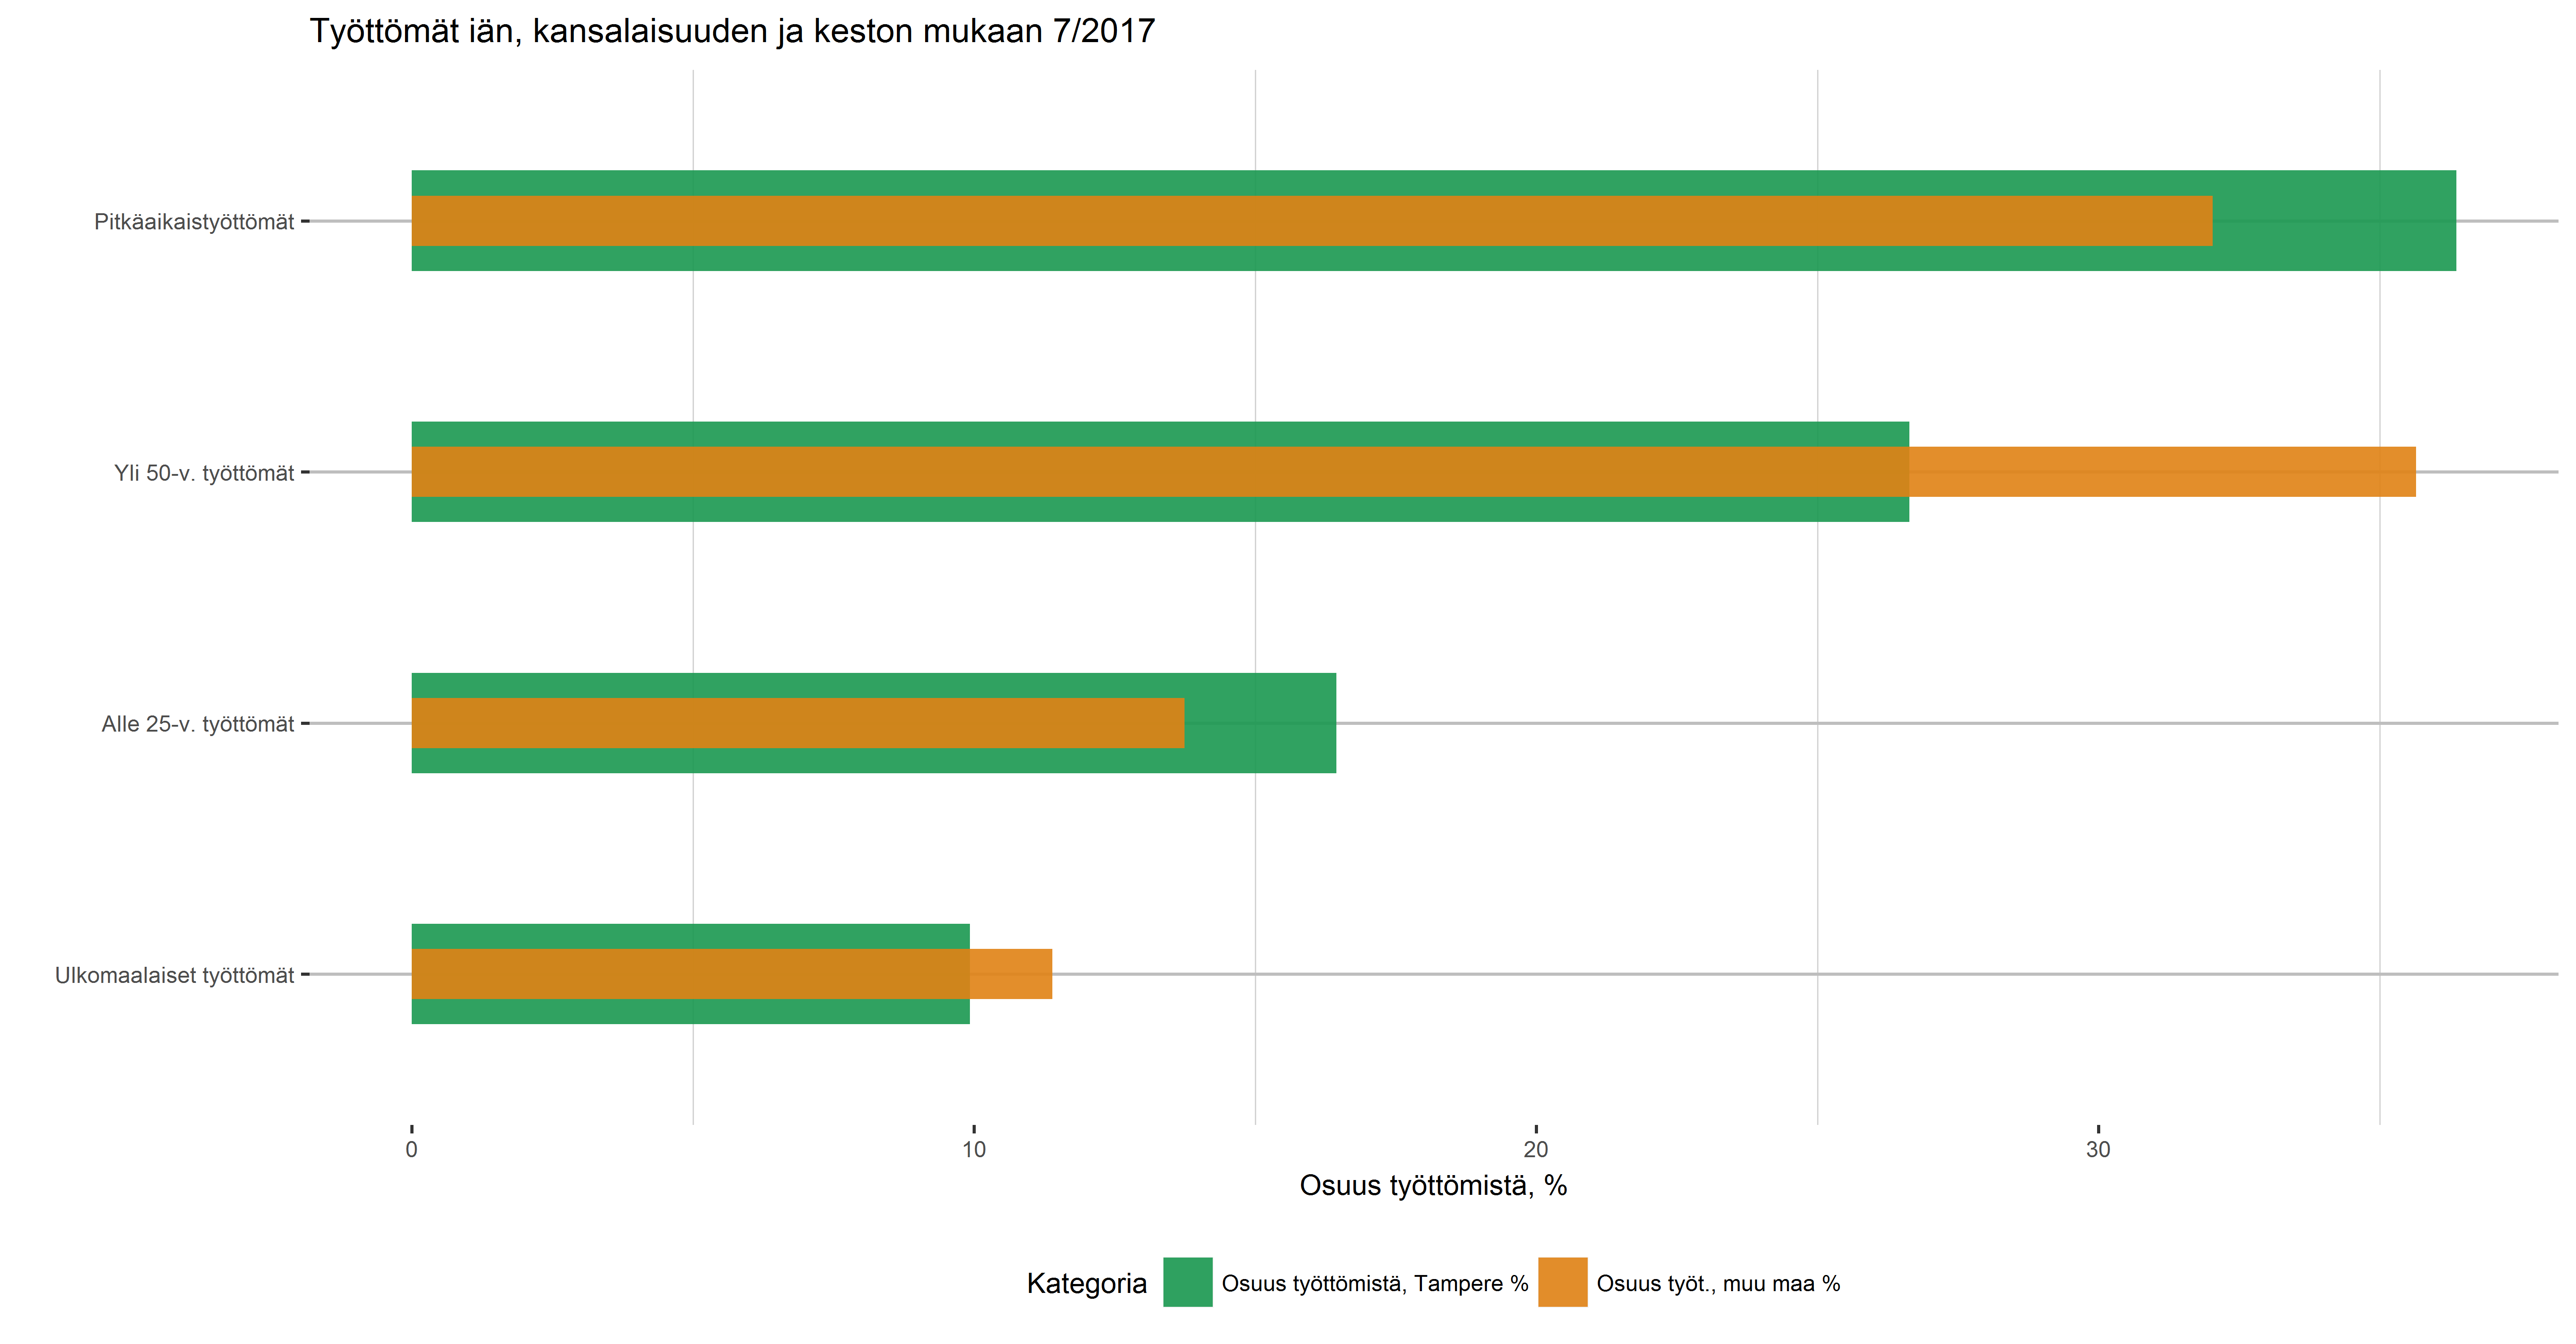 Työttömät iän, kansalaisuuden ja keston mukaan 7/2017
Pitkäaikaistyöttömät
Yli 50-v. työttömät
Alle 25-v. työttömät
Ulkomaalaiset työttömät
0 10 20 30
Osuus työttömistä, %
Kategoria Osuus työttömistä, Tampere % Osuus työt., muu maa %